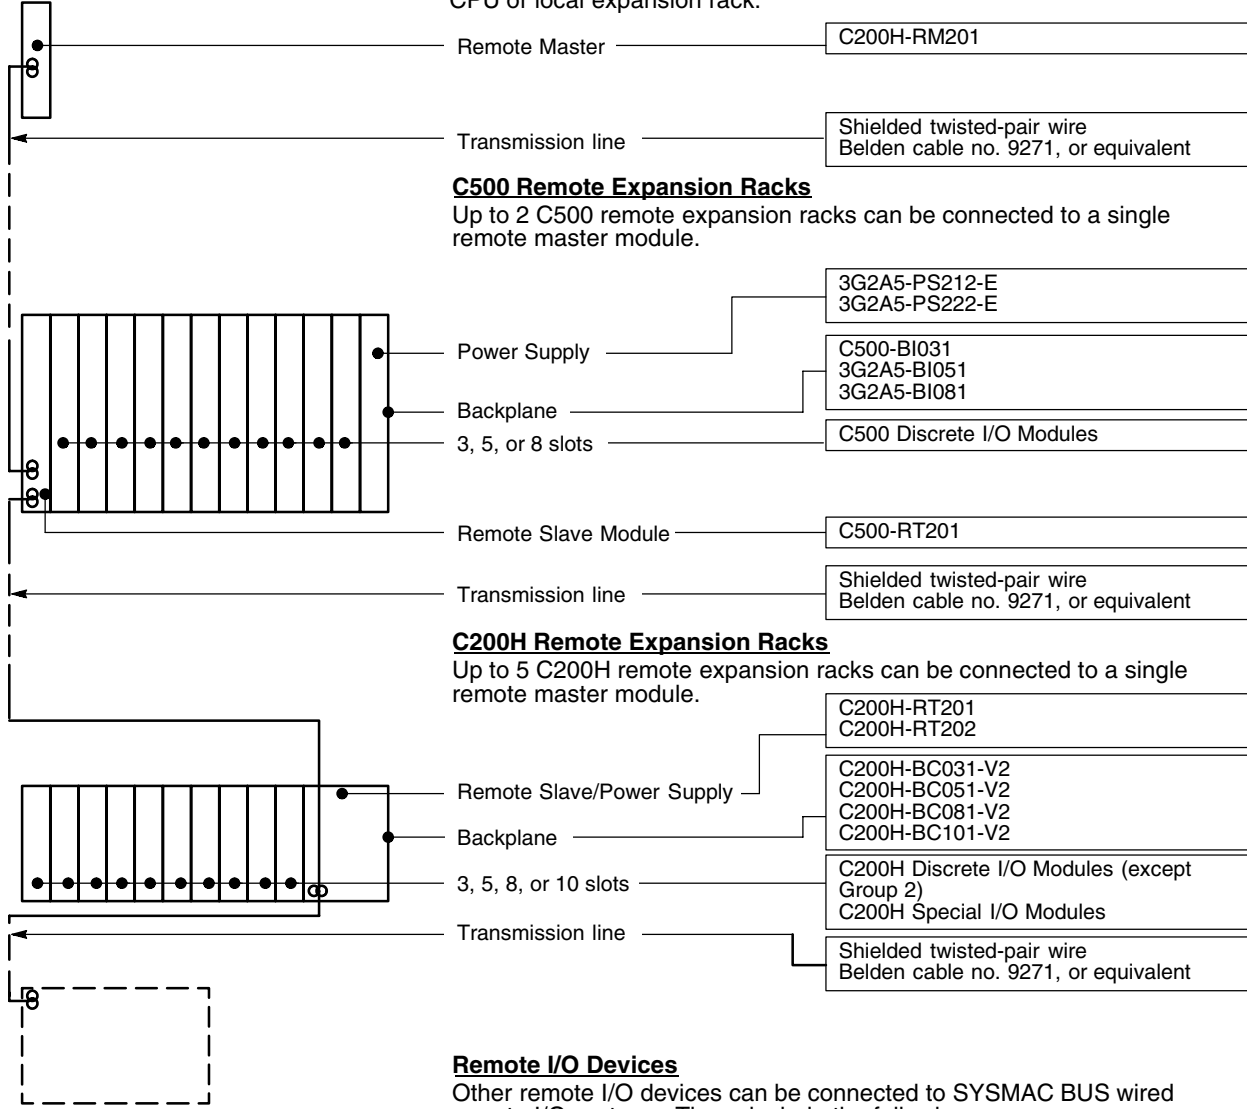 CPU or local expansion rack.
Remote Master
C200H-RM201
Transmission line
Shielded twisted-pair wire
Belden cable no. 9271, or equivalent
C500 Remote Expansion Racks
Up to 2 C500 remote expansion racks can be connected to a single
remote master module.
3G2A5-PS212-E
3G2A5-PS222-E
Power Supply
C500-BI031
3G2A5-BI051
3G2A5-BI081
Backplane
3, 5, or 8 slots
C500 Discrete I/O Modules
Remote Slave Module
C500-RT201
Transmission line
Shielded twisted-pair wire
Belden cable no. 9271, or equivalent
C200H Remote Expansion Racks
Up to 5 C200H remote expansion racks can be connected to a single
remote master module.
C200H-RT201
C200H-RT202
Remote Slave/Power Supply
C200H-BC031-V2
C200H-BC051-V2
C200H-BC081-V2
C200H-BC101-V2
Backplane
3, 5, 8, or 10 slots
C200H Discrete I/O Modules (except
Group 2)
C200H Special I/O Modules
Transmission line
Shielded twisted-pair wire
Belden cable no. 9271, or equivalent
Remote I/O Devices
Other remote I/O devices can be connected to SYSMAC BUS wired